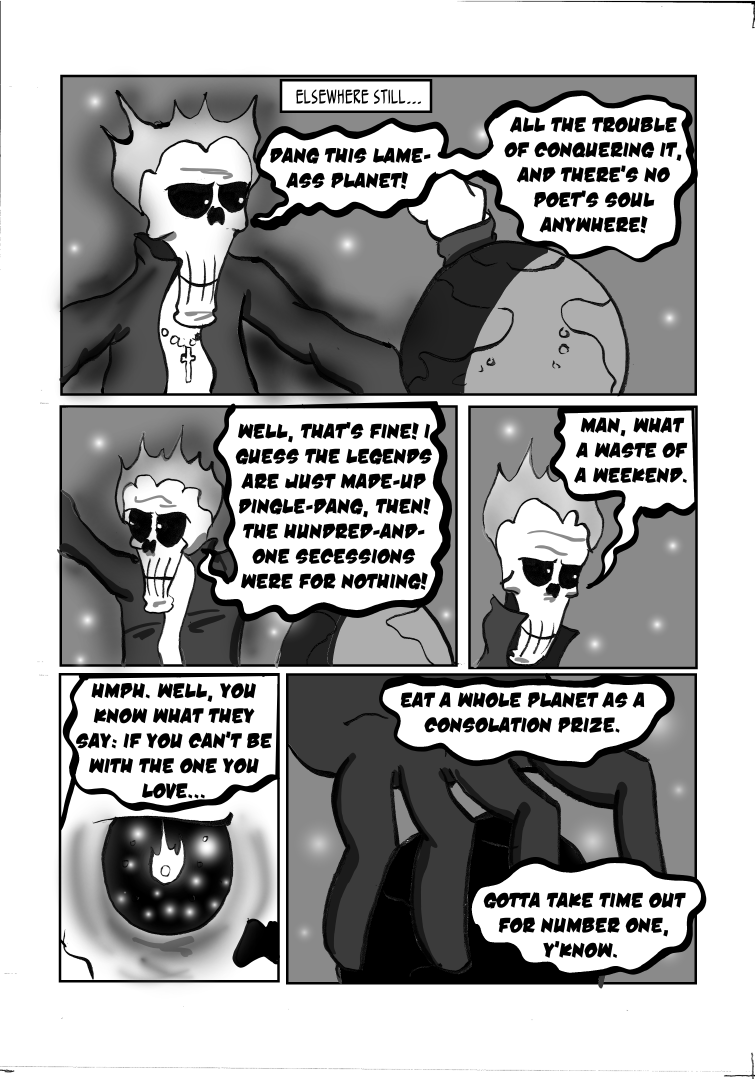 ELSEWHERE STILL...
DANG THIS LAME-
ASS PLANET!
ALL THE TROUBLE
OF CONQUERING IT,
AND THERE'S NO
POET'S SOUL
ANYWHERE!
WELL, THAT'S FINE! I
GUESS THE LEGENDS
ARE JUST MADE-UP
DINGLE-DANG, THEN!
THE HUNDRED-AND-
ONE SECESSIONS
WERE FOR NOTHING!
MAN, WHAT
A WASTE OF
A WEEKEND.
HMPH. WELL, YOU
KNOW WHAT THEY
SAY: IF YOU CAN'T BE
WITH THE ONE YOU
LOVE...
EAT A WHOLE PLANET AS A
CONSOLATION PRIZE.
GOTTA TAKE TIME OUT
FOR NUMBER ONE,
Y'KNOW.